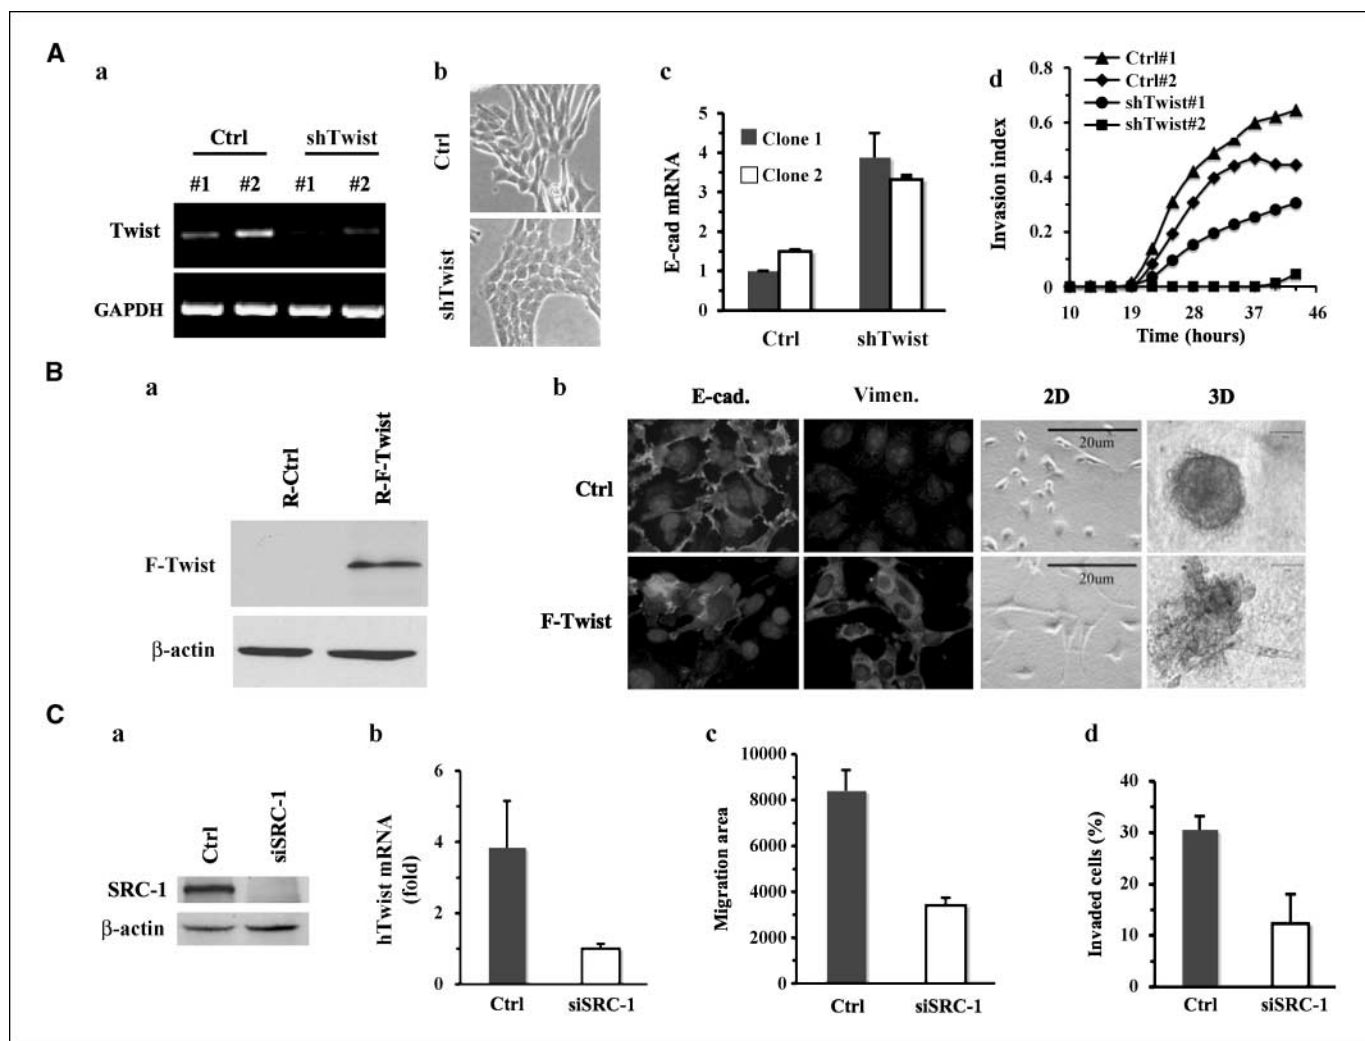 A
a
Ctrl shTwist
#1 #2 #1 #2
Twist
GAPDH
b
Ctrl
shTwist
c
E-cad mRNA
5
4
3
2
1
0
Clone 1
Clone 2
Ctrl shTwist
d
Ctrl#1
Ctrl#2
shTwist#1
shTwist#2
Invasion index
0.8
0.6
0.4
0.2
0
10 19 28 37 46
Time (hours)
B
a
R-Ctrl
R-F-Twist
F-Twist
β-actin
b
E-cad. Vimen. 2D 3D
Ctrl
20um
F-Twist
20um
C
a
Ctrl
siSRC-1
SRC-1
β-actin
b
hTwist mRNA
(fold)
6
4
2
0
Ctrl siSRC-1
c
Migration area
10000
8000
6000
4000
2000
0
Ctrl siSRC-1
d
Invaded cells (%)
40
30
20
10
0
Ctrl siSRC-1